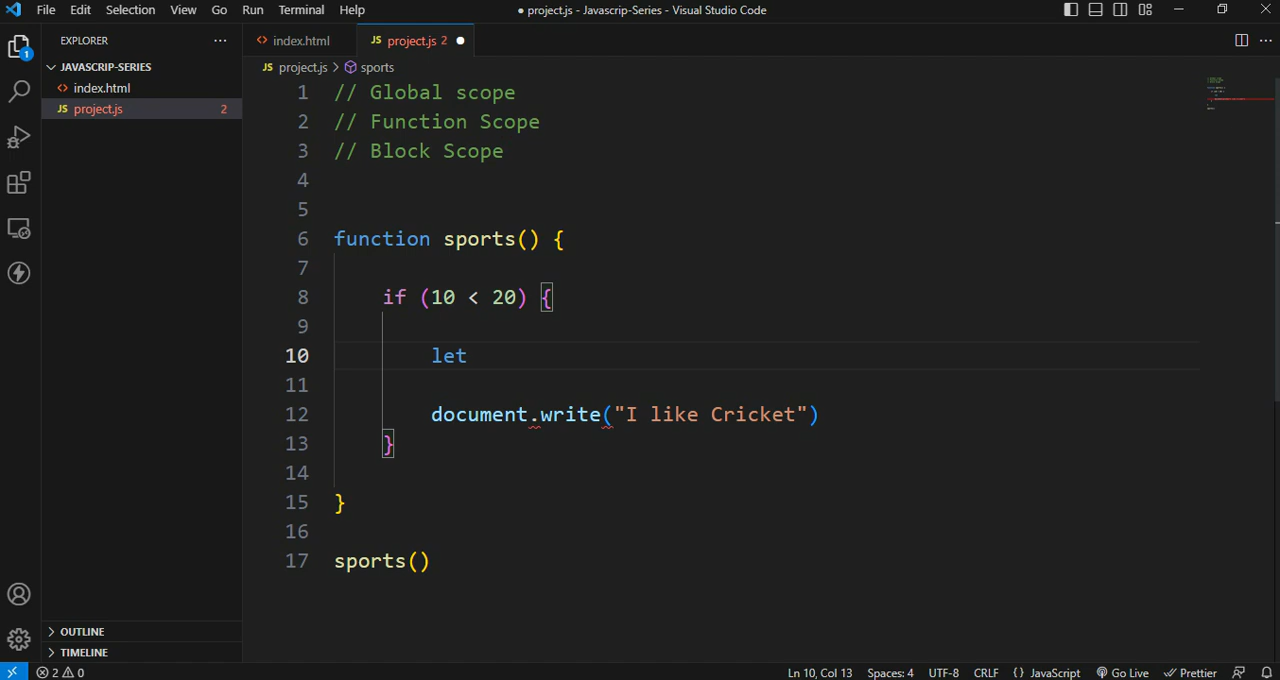 File Edit Selection View Go Run Terminal Help
● project.js - Javascrip-Series - Visual Studio Code
EXPLORER ...
JAVASCRIP-SERIES
<> index.html
JS project.js 2
1
<> index.html
JS project.js 2 ●
JS project.js > sports
1 // Global scope
2 // Function Scope
3 // Block Scope
4
5
6 function sports() {
7
8 if (10 < 20) {
9
10 let
11
12 document.write("I like Cricket")
13 }
14
15 }
16
17 sports()
OUTLINE
TIMELINE
2 0
Ln 10, Col 13 Spaces: 4 UTF-8 CRLF {} JavaScript Go Live Prettier